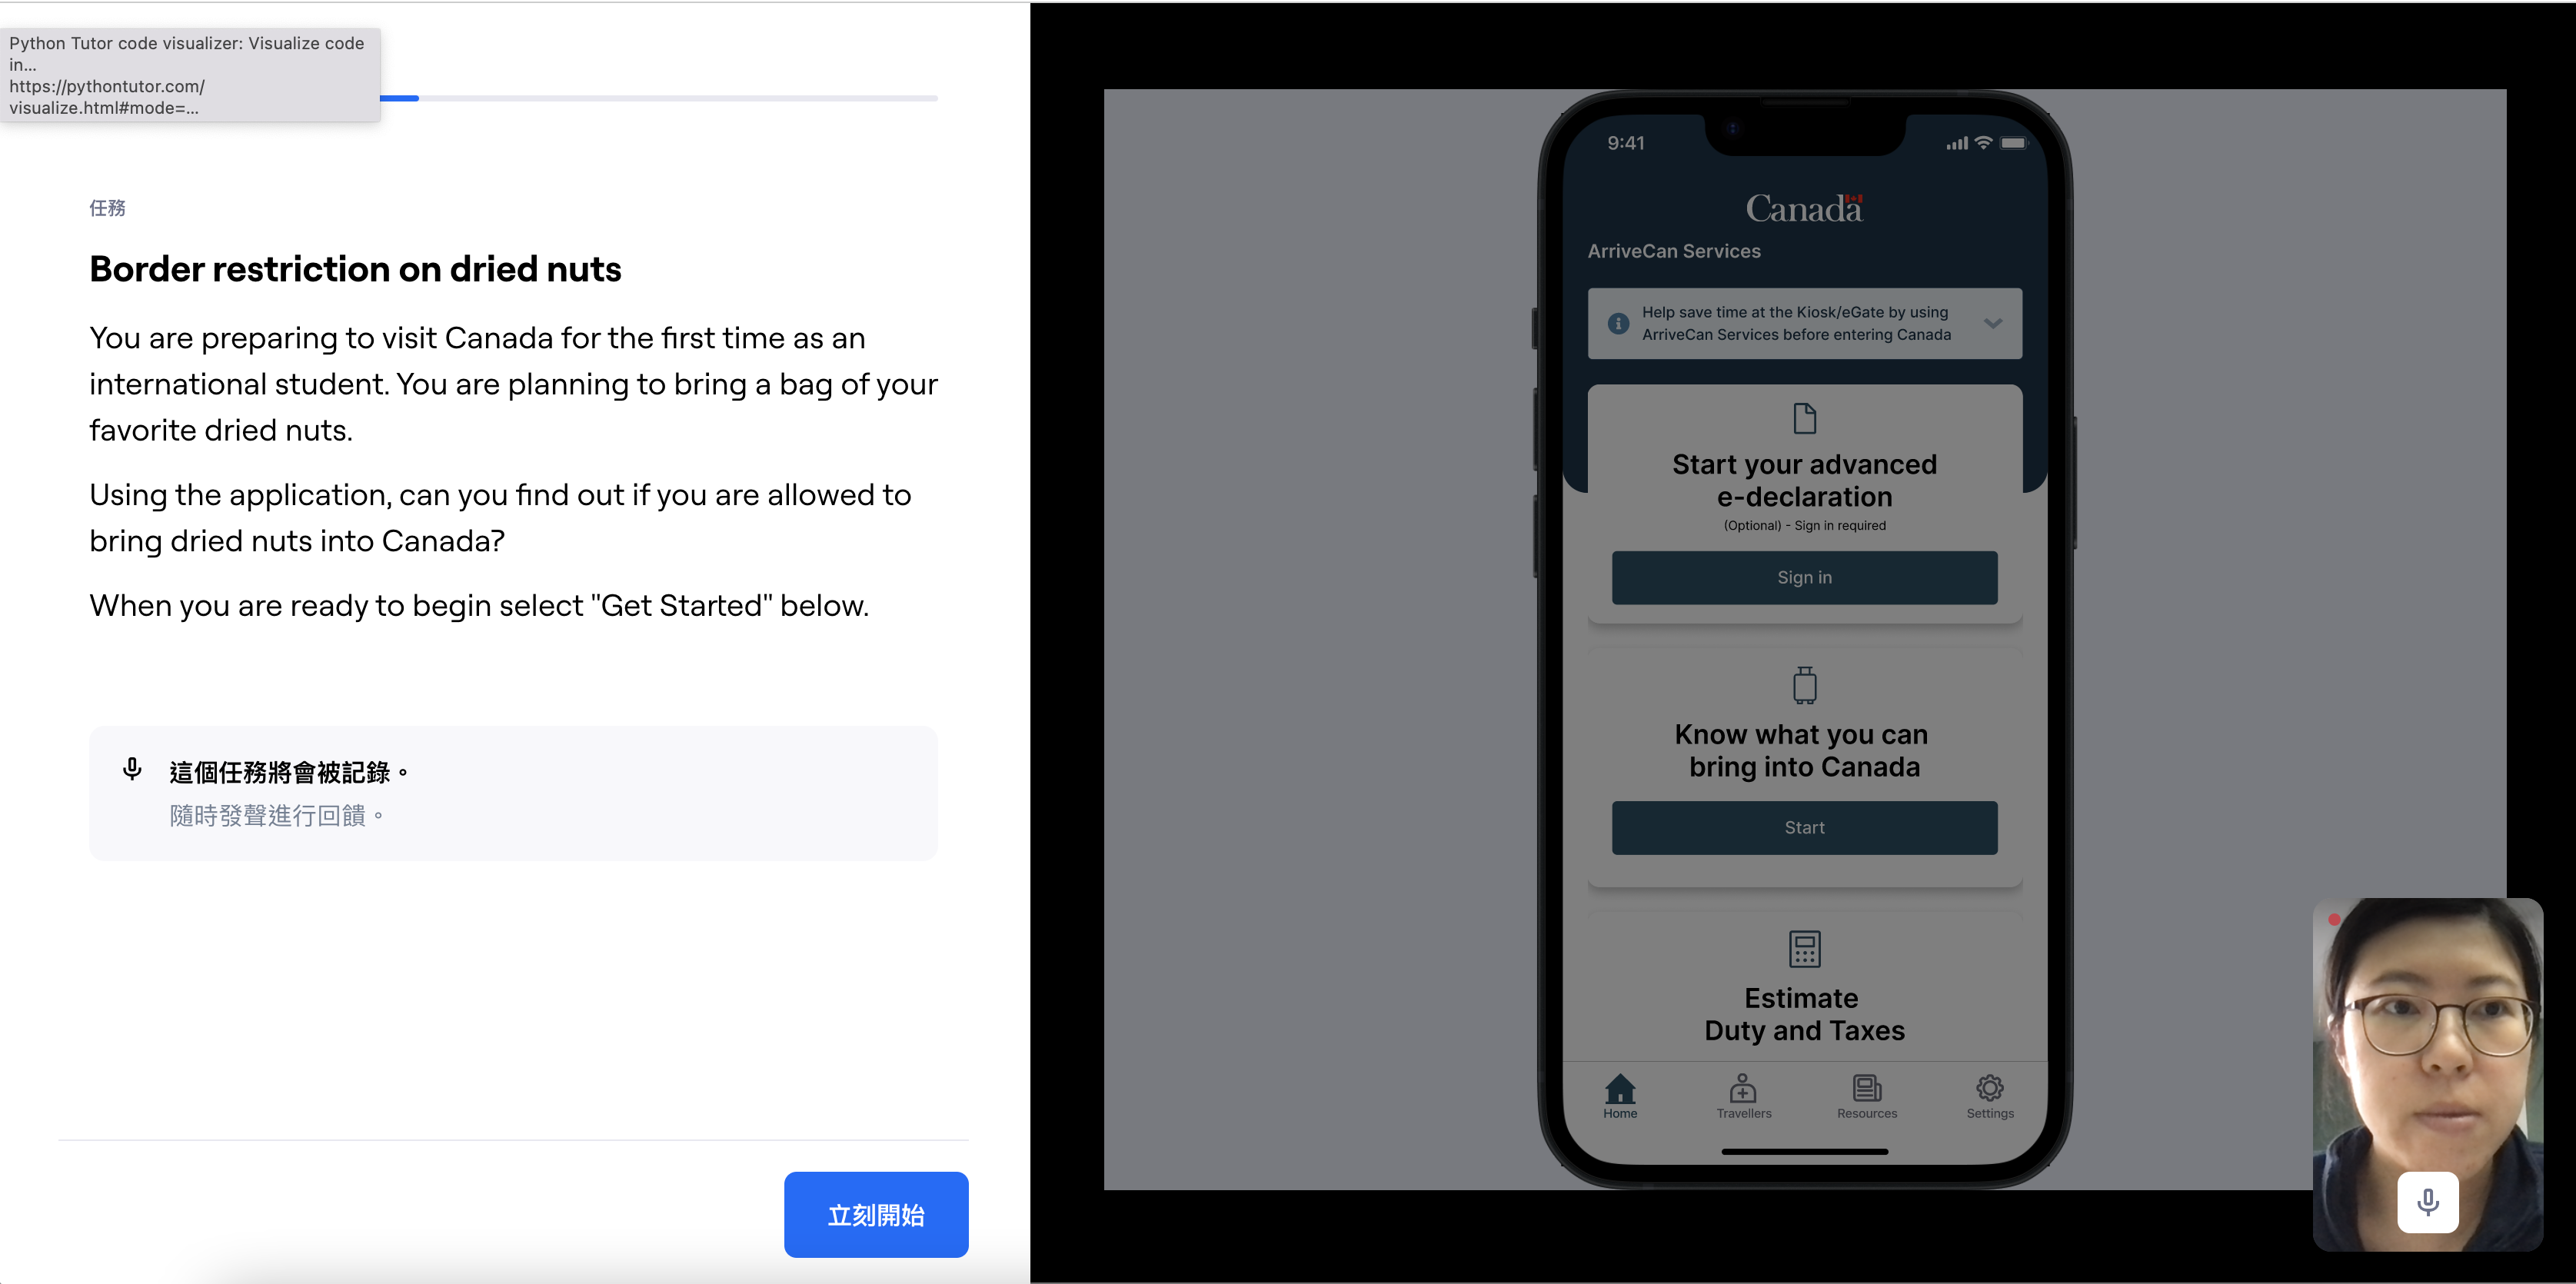 Python Tutor code visualizer: Visualize code
in...
https://pythontutor.com/
visualize.html#mode=...
任務
Border restriction on dried nuts
You are preparing to visit Canada for the first time as an
international student. You are planning to bring a bag of your
favorite dried nuts.
Using the application, can you find out if you are allowed to
bring dried nuts into Canada?
When you are ready to begin select "Get Started" below.
這個任務將會被記錄。
隨時發聲進行回饋。
立刻開始
9:41
Canada
ArriveCan Services
Help save time at the Kiosk/eGate by using
ArriveCan Services before entering Canada
Start your advanced
e-declaration
(Optional) - Sign in required
Sign in
Know what you can
bring into Canada
Start
Estimate
Duty and Taxes
Home
Travellers
Resources
Settings